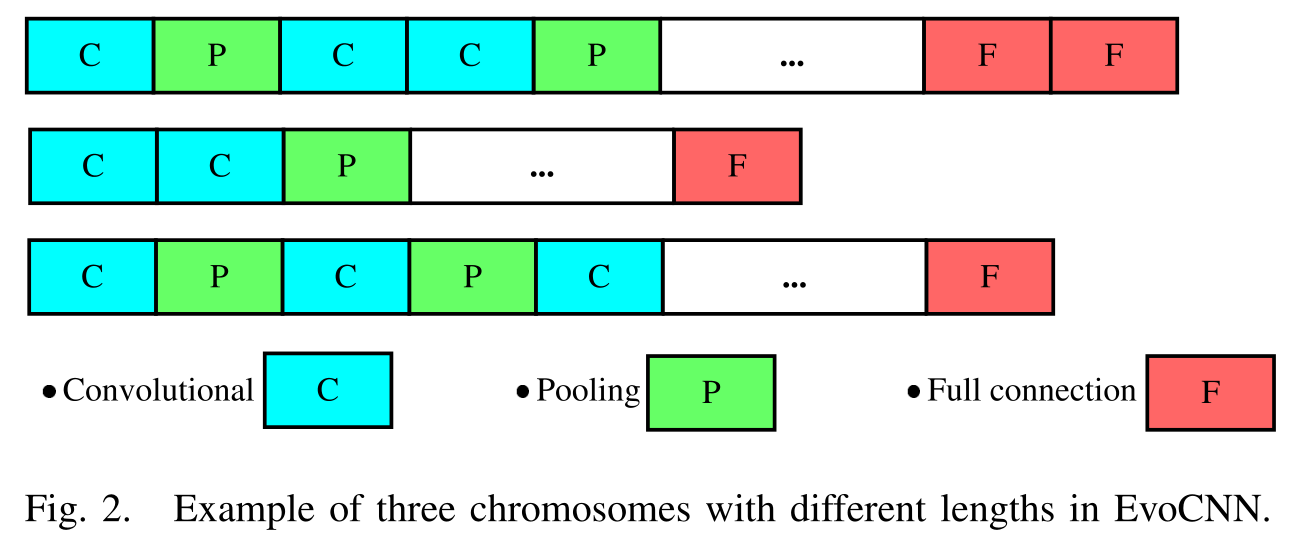 C P C C P ... F F
C C P ... F
C P C P C ... F
• Convolutional C • Pooling P • Full connection F
Fig. 2. Example of three chromosomes with different lengths in EvoCNN.